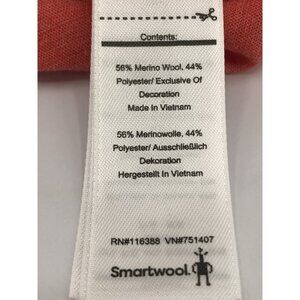 Contents:
56% Merino Wool, 44%
Polyester/ Exclusive Of
Decoration
Made In Vietnam
56% Merinowolle, 44%
Polyester/ Ausschließlich
Dekoration
Hergestellt In Vietnam
RN#116388 VN#751407
Smartwool.